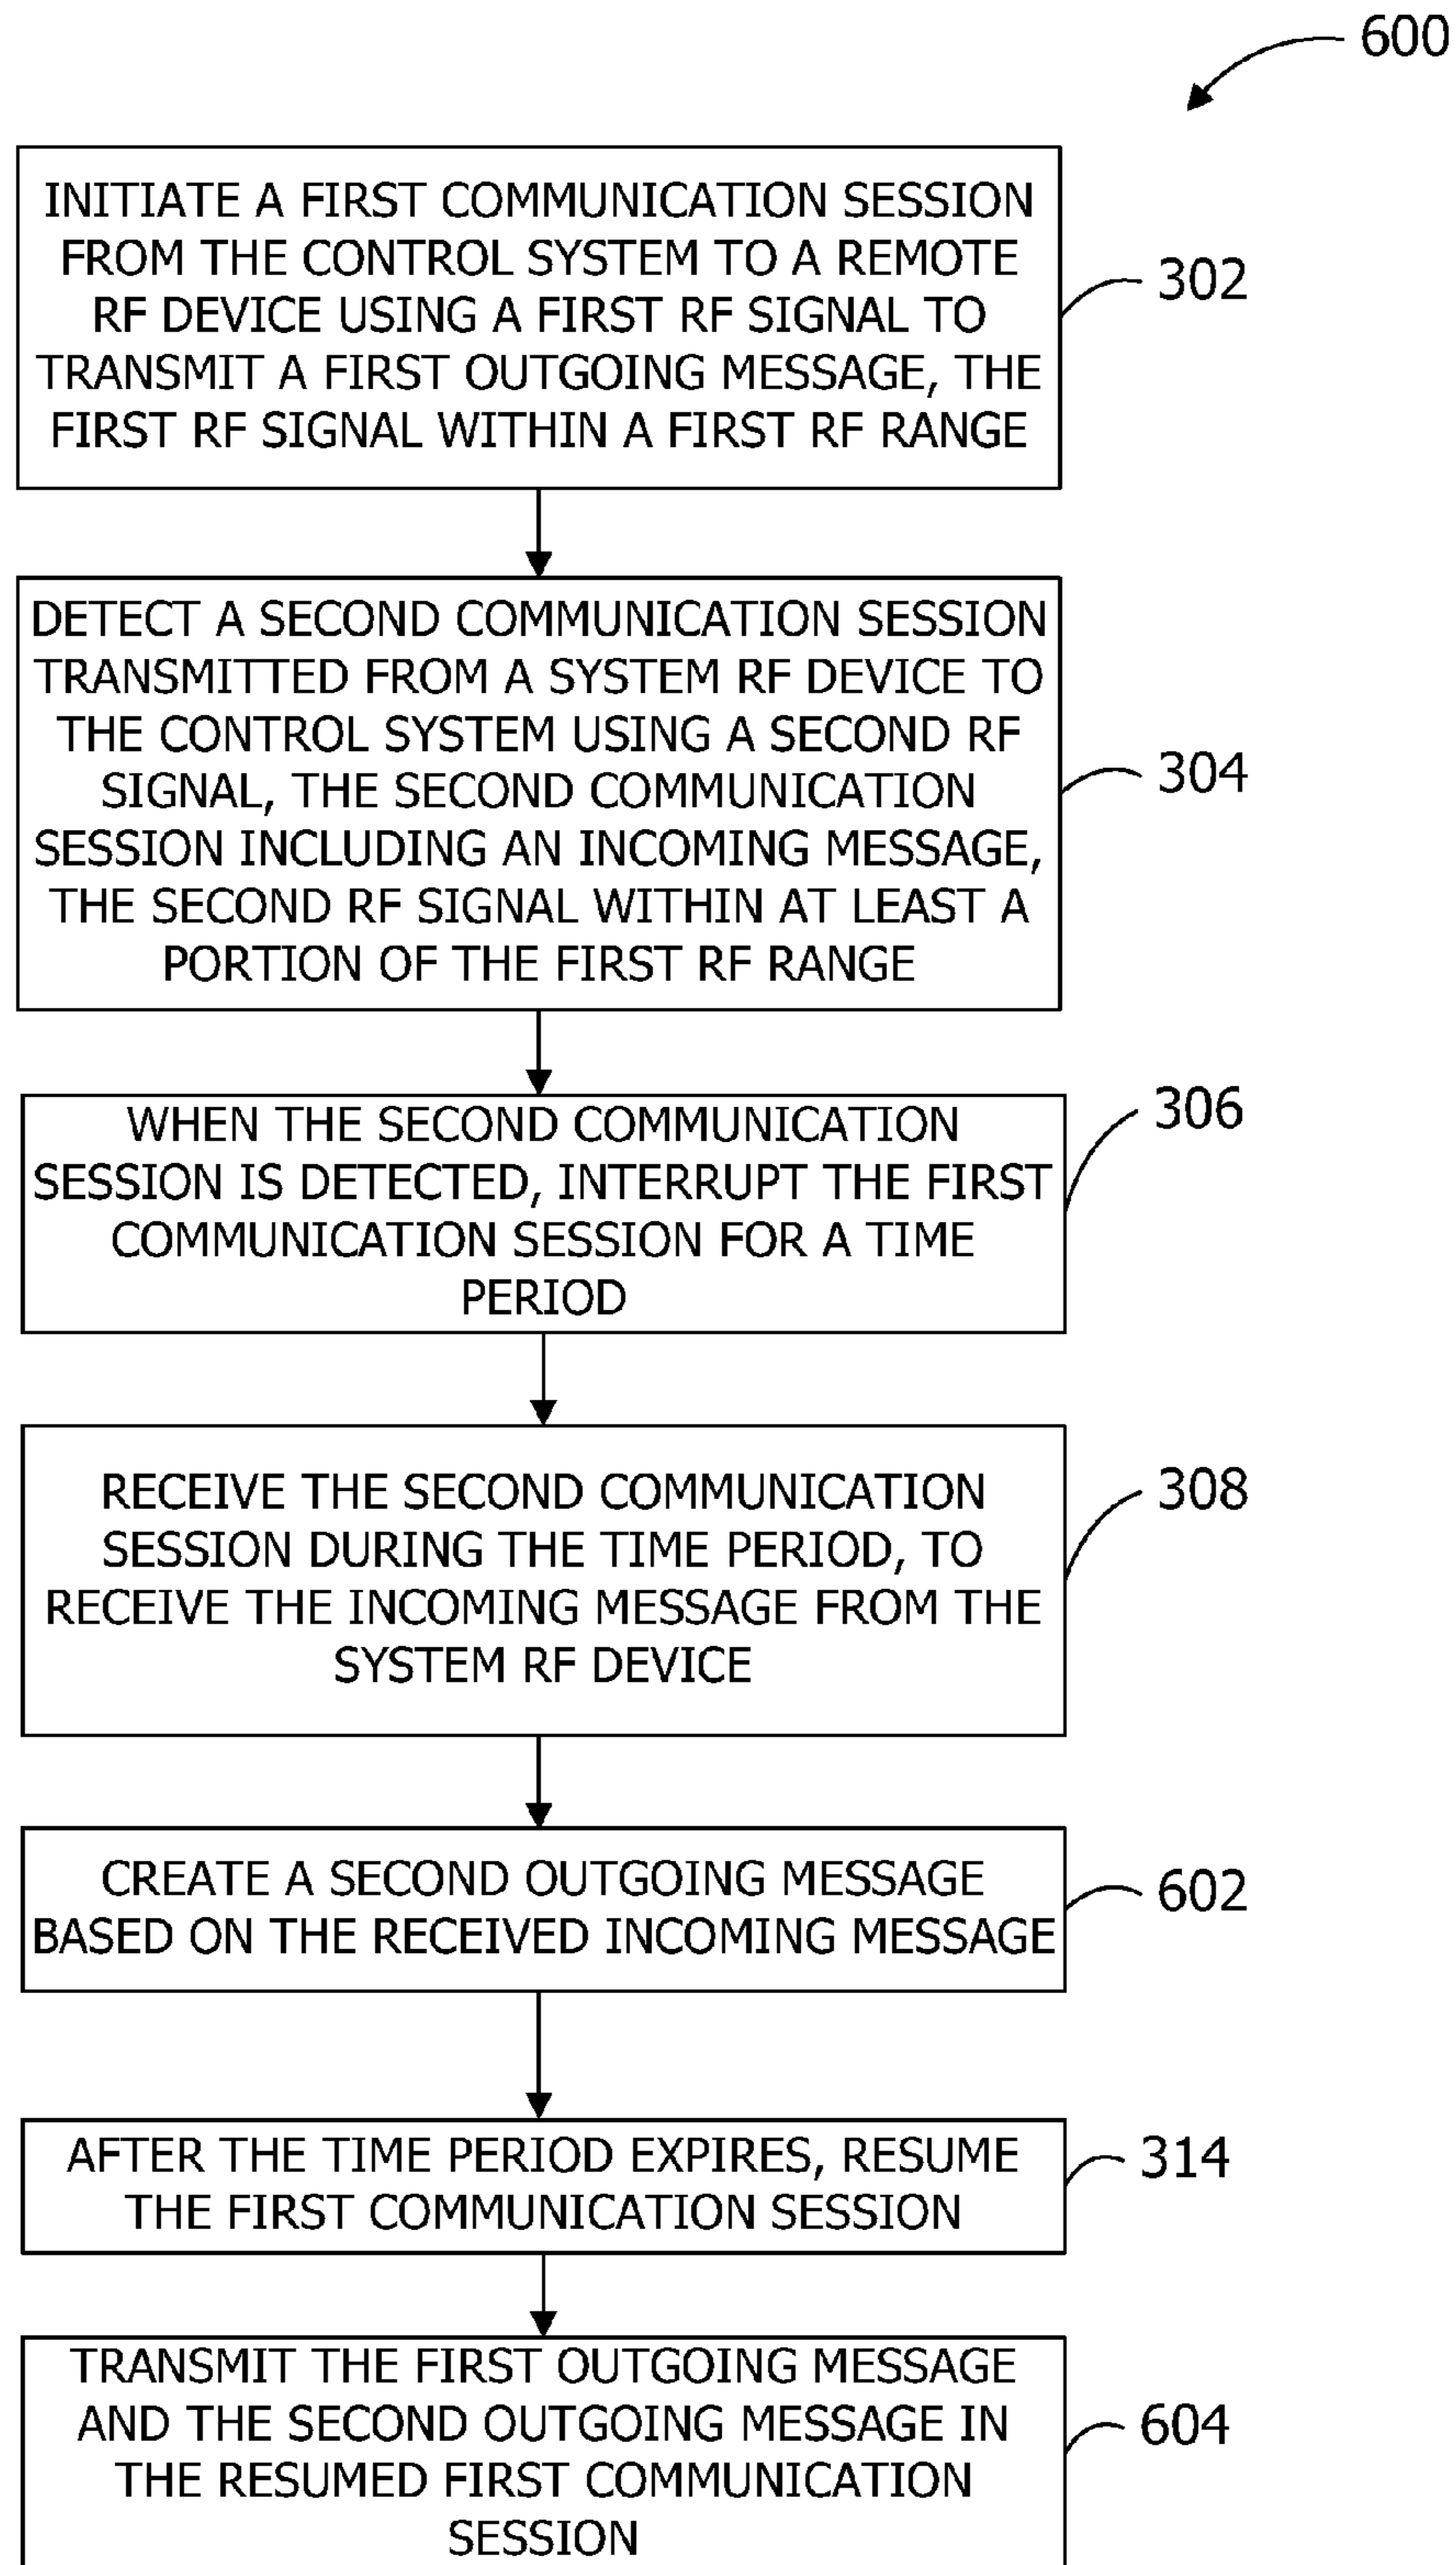 600
INITIATE A FIRST COMMUNICATION SESSION
FROM THE CONTROL SYSTEM TO A REMOTE
RF DEVICE USING A FIRST RF SIGNAL TO
TRANSMIT A FIRST OUTGOING MESSAGE, THE
FIRST RF SIGNAL WITHIN A FIRST RF RANGE
302
DETECT A SECOND COMMUNICATION SESSION
TRANSMITTED FROM A SYSTEM RF DEVICE TO
THE CONTROL SYSTEM USING A SECOND RF
SIGNAL, THE SECOND COMMUNICATION
SESSION INCLUDING AN INCOMING MESSAGE,
THE SECOND RF SIGNAL WITHIN AT LEAST A
PORTION OF THE FIRST RF RANGE
304
WHEN THE SECOND COMMUNICATION
SESSION IS DETECTED, INTERRUPT THE FIRST
COMMUNICATION SESSION FOR A TIME
PERIOD
306
RECEIVE THE SECOND COMMUNICATION
SESSION DURING THE TIME PERIOD, TO
RECEIVE THE INCOMING MESSAGE FROM THE
SYSTEM RF DEVICE
308
CREATE A SECOND OUTGOING MESSAGE
BASED ON THE RECEIVED INCOMING MESSAGE
602
AFTER THE TIME PERIOD EXPIRES, RESUME
THE FIRST COMMUNICATION SESSION
314
TRANSMIT THE FIRST OUTGOING MESSAGE
AND THE SECOND OUTGOING MESSAGE IN
THE RESUMED FIRST COMMUNICATION
SESSION
604